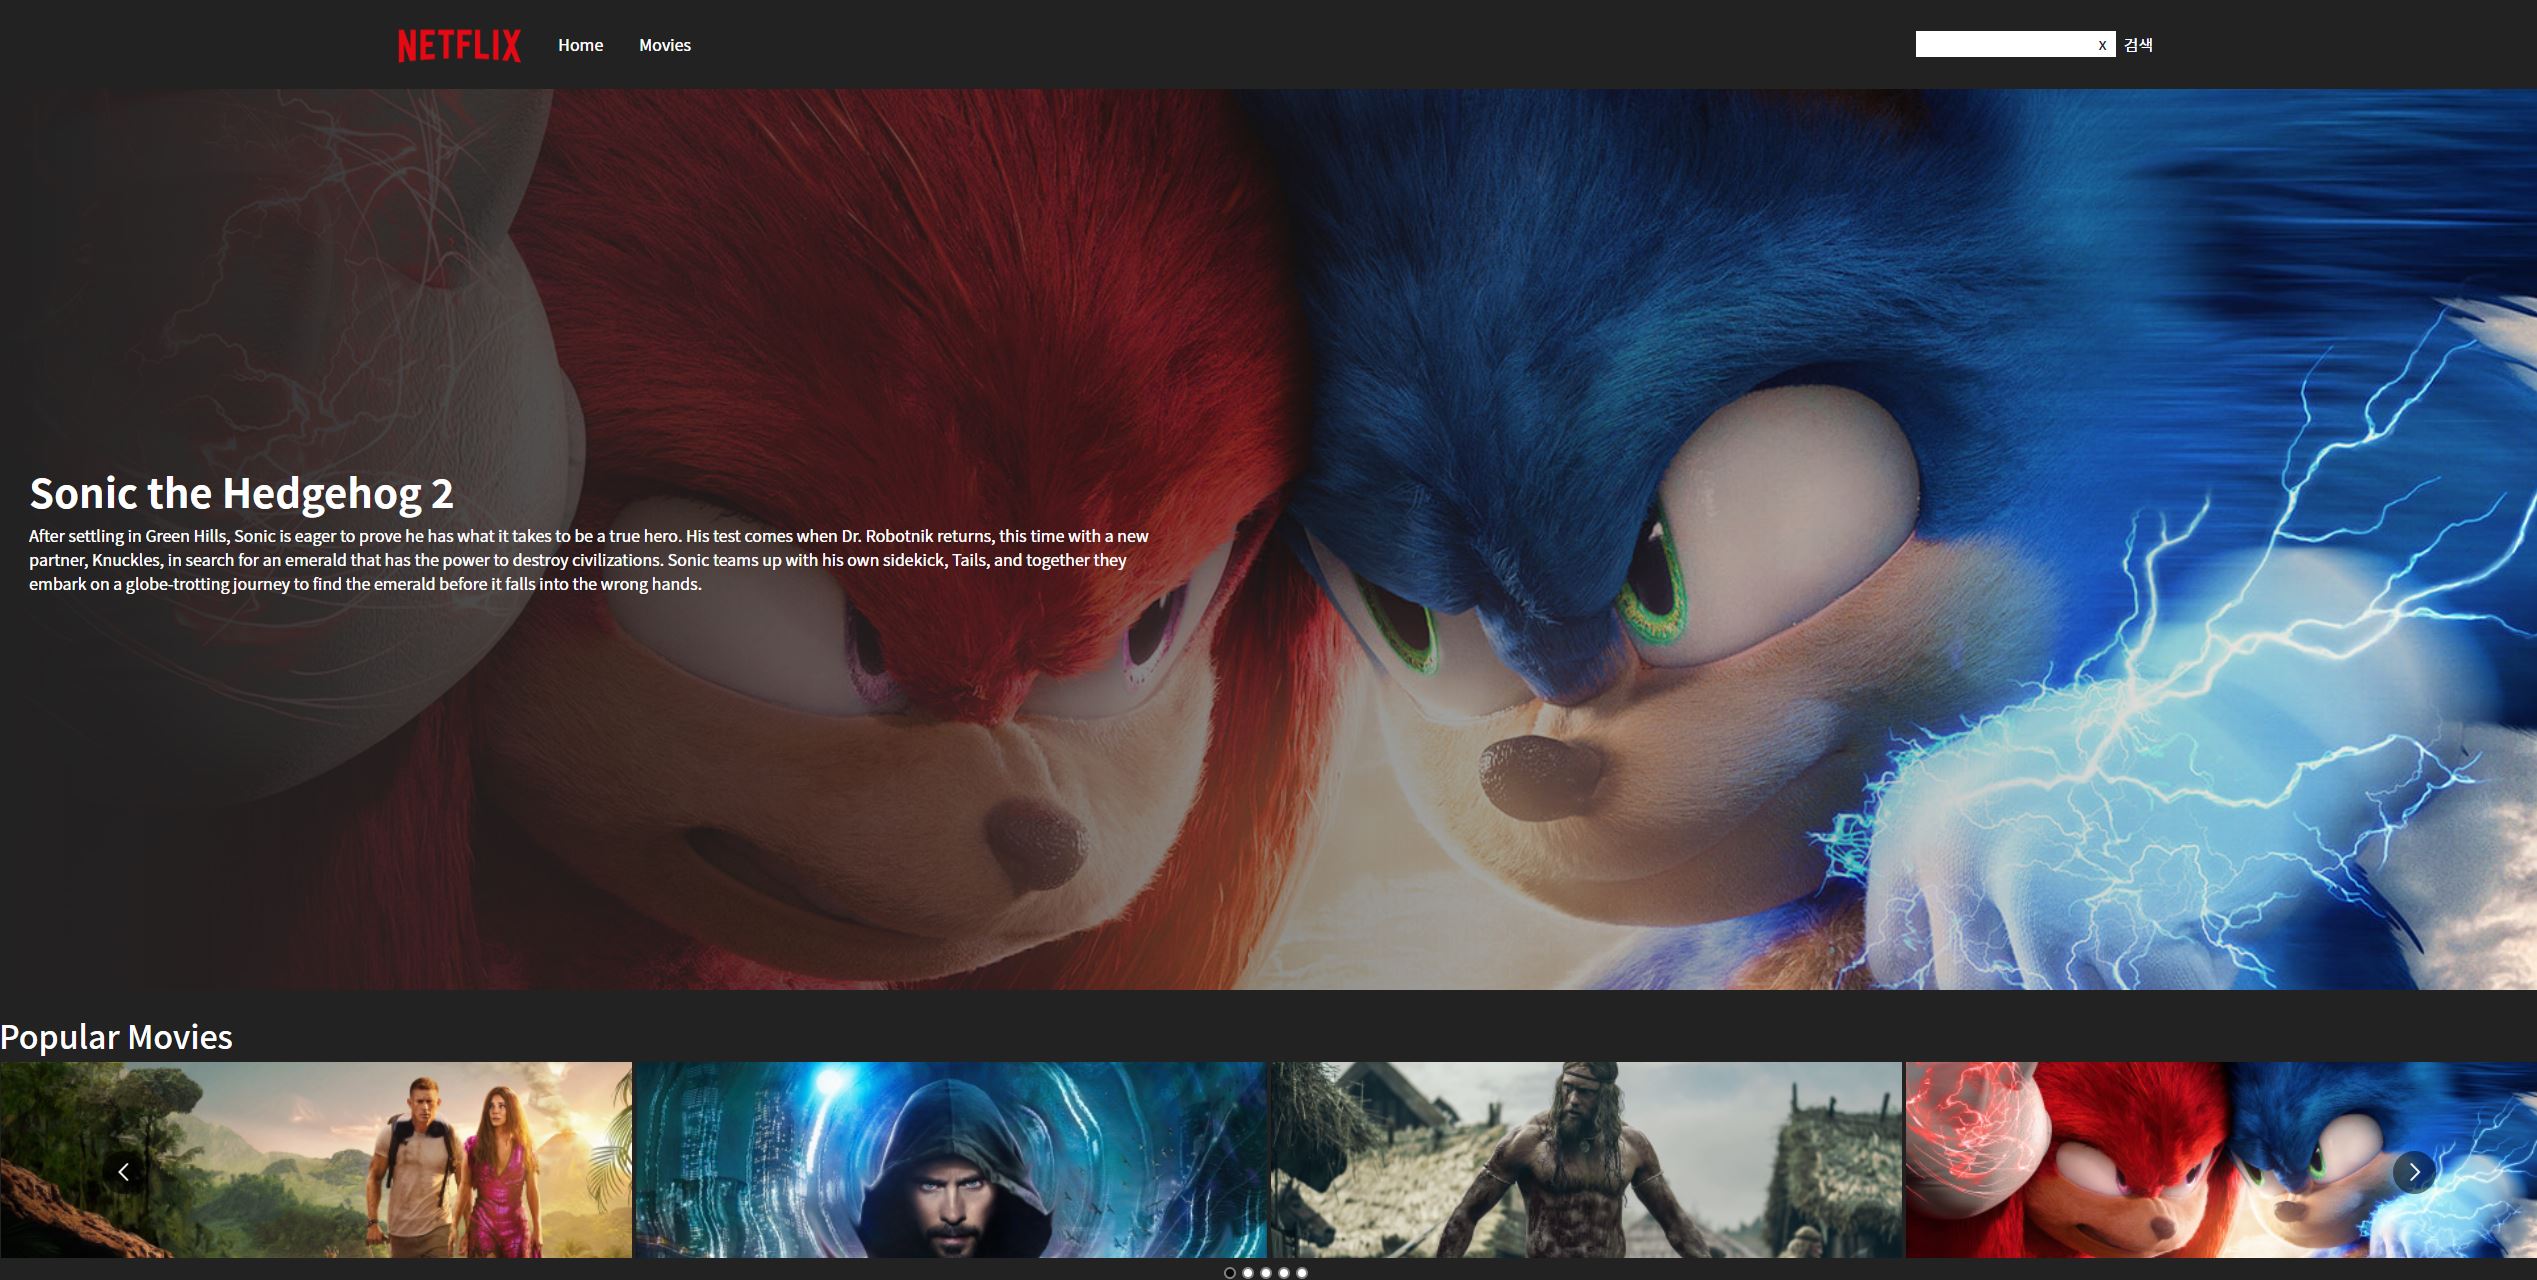 NETFLIX
Home
Movies
x
검색
Sonic the Hedgehog 2
After settling in Green Hills, Sonic is eager to prove he has what it takes to be a true hero. His test comes when Dr. Robotnik returns, this time with a new
partner, Knuckles, in search for an emerald that has the power to destroy civilizations. Sonic teams up with his own sidekick, Tails, and together they
embark on a globe-trotting journey to find the emerald before it falls into the wrong hands.
Popular Movies